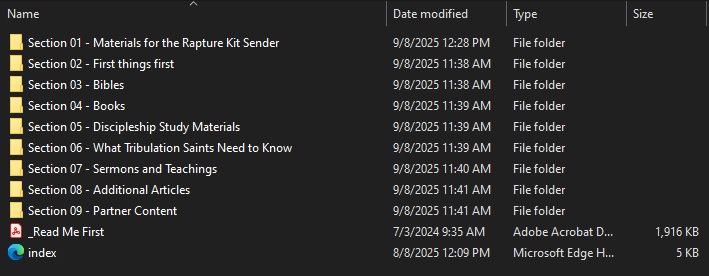 Name Date modified Type Size
Section 01 - Materials for the Rapture Kit Sender 9/8/2025 12:28 PM File folder
Section 02 - First things first 9/8/2025 11:38 AM File folder
Section 03 - Bibles 9/8/2025 11:38 AM File folder
Section 04 - Books 9/8/2025 11:39 AM File folder
Section 05 - Discipleship Study Materials 9/8/2025 11:39 AM File folder
Section 06 - What Tribulation Saints Need to Know 9/8/2025 11:39 AM File folder
Section 07 - Sermons and Teachings 9/8/2025 11:40 AM File folder
Section 08 - Additional Articles 9/8/2025 11:41 AM File folder
Section 09 - Partner Content 9/8/2025 11:41 AM File folder
_Read Me First 7/3/2024 9:35 AM Adobe Acrobat D... 1,916 KB
index 8/8/2025 12:09 PM Microsoft Edge H... 5 KB